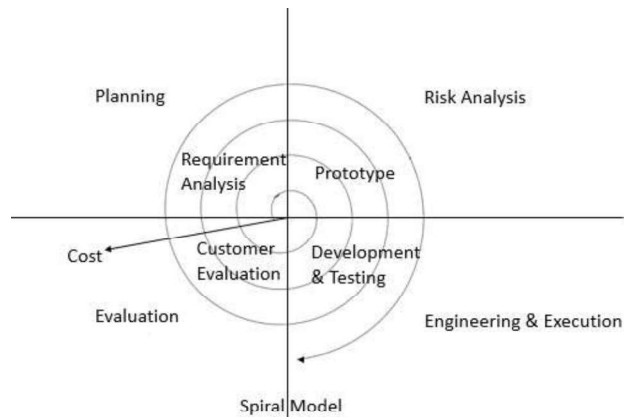 Planning
Risk Analysis
Requirement
Analysis
Prototype
Cost
Customer
Evaluation
Development
& Testing
Evaluation
Engineering & Execution
Spiral Model